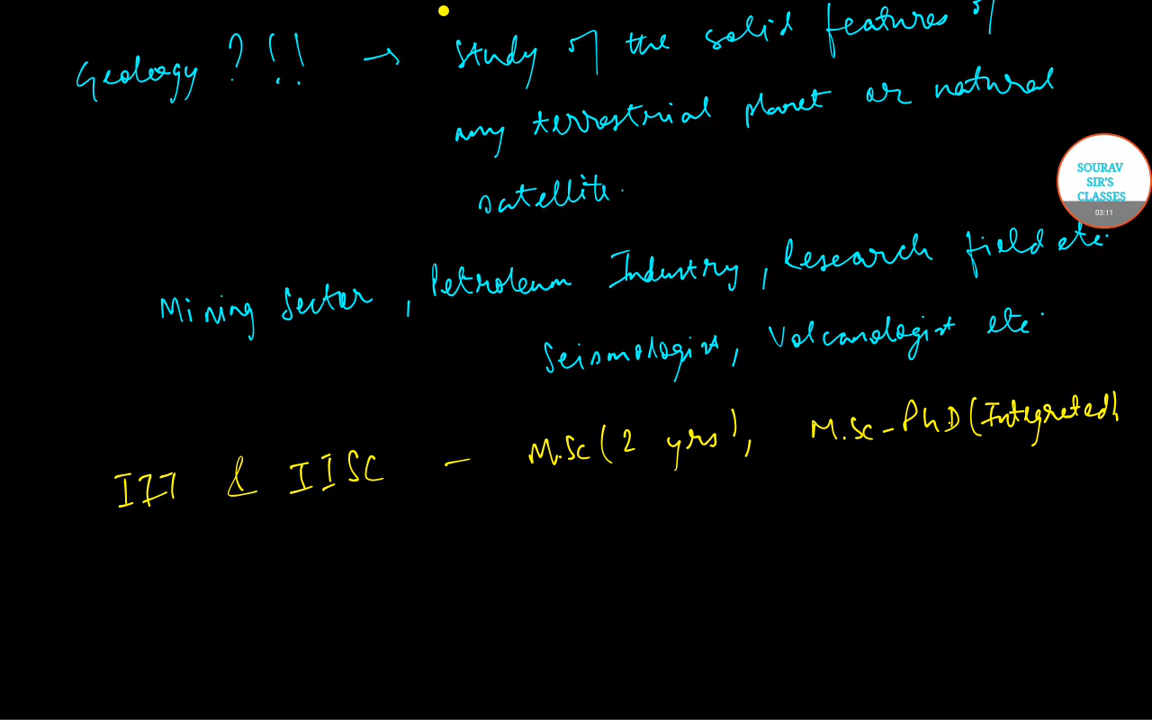 Geology ? !! → Study of the solid features of
any terrestrial planet or natural
satellite.
SOURAV
SIR'S
CLASSES
03:11
Mining Sector, Petroleum Industry, Research field etc.
Seismologist, Volcanologist etc.
IIT & IISC - M.Sc (2 yrs), M.Sc-PhD (Integreted)